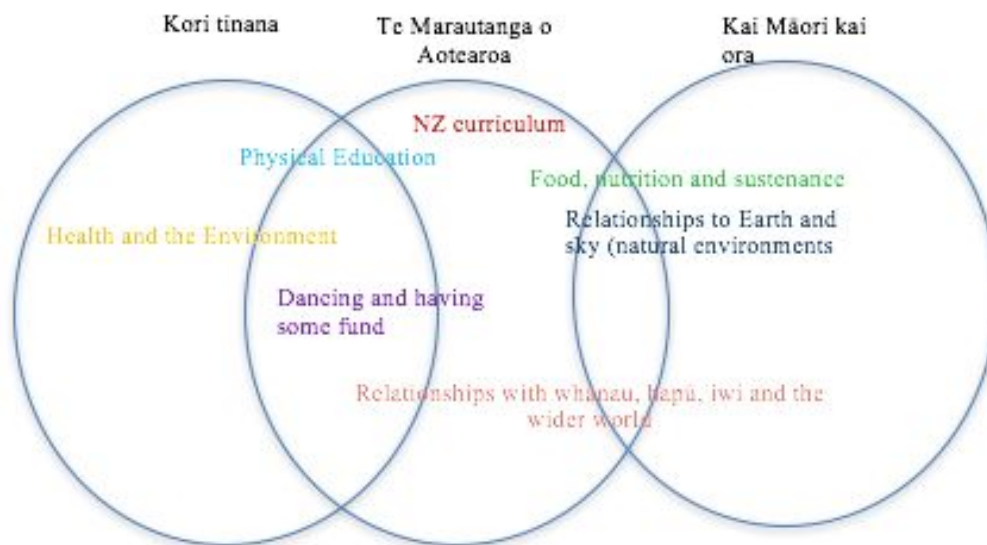 Kori tinana
Te Marautanga o
Aotearoa
Kai Māori kai
ora
NZ curriculum
Physical Education
Food, nutrition and sustenance
Relationships to Earth and
sky (natural environments
Health and the Environment
Dancing and having
some fund
Relationships with whānau, hapū, iwi and the
wider world